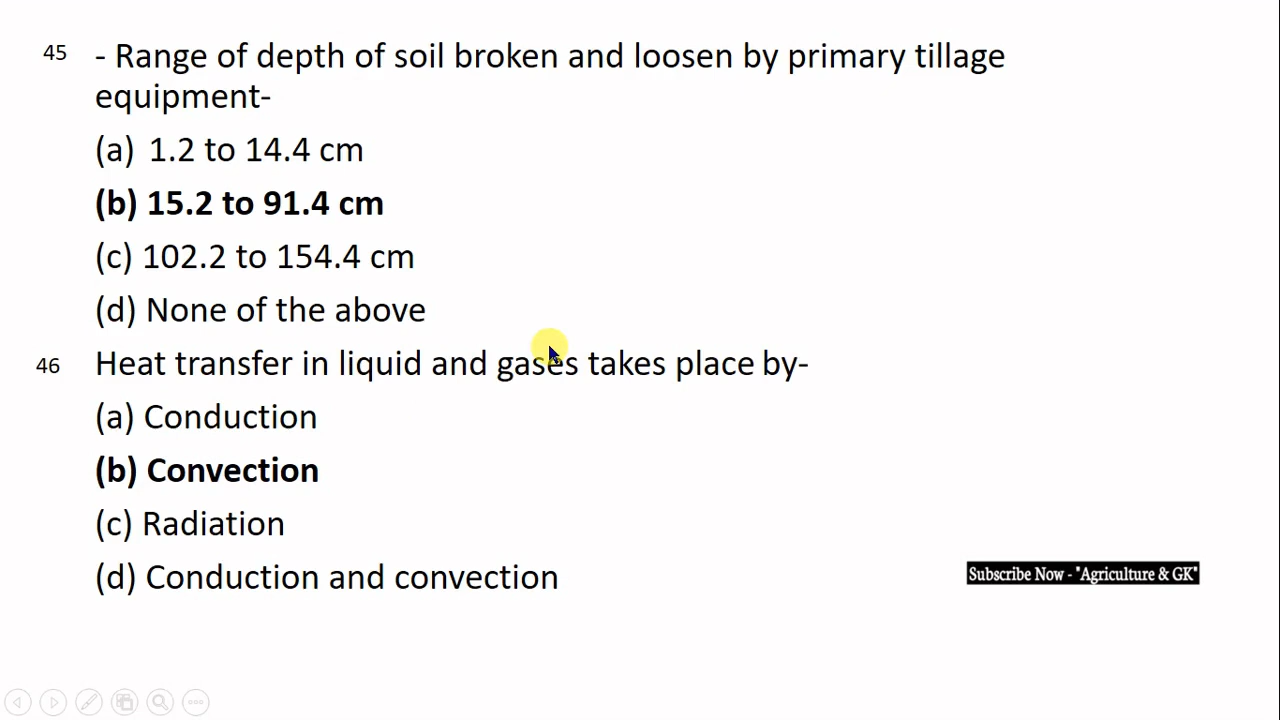 45 - Range of depth of soil broken and loosen by primary tillage
equipment-
(a) 1.2 to 14.4 cm
(b) 15.2 to 91.4 cm
(c) 102.2 to 154.4 cm
(d) None of the above
46 Heat transfer in liquid and gases takes place by-
(a) Conduction
(b) Convection
(c) Radiation
(d) Conduction and convection
Subscribe Now - "Agriculture & GK"